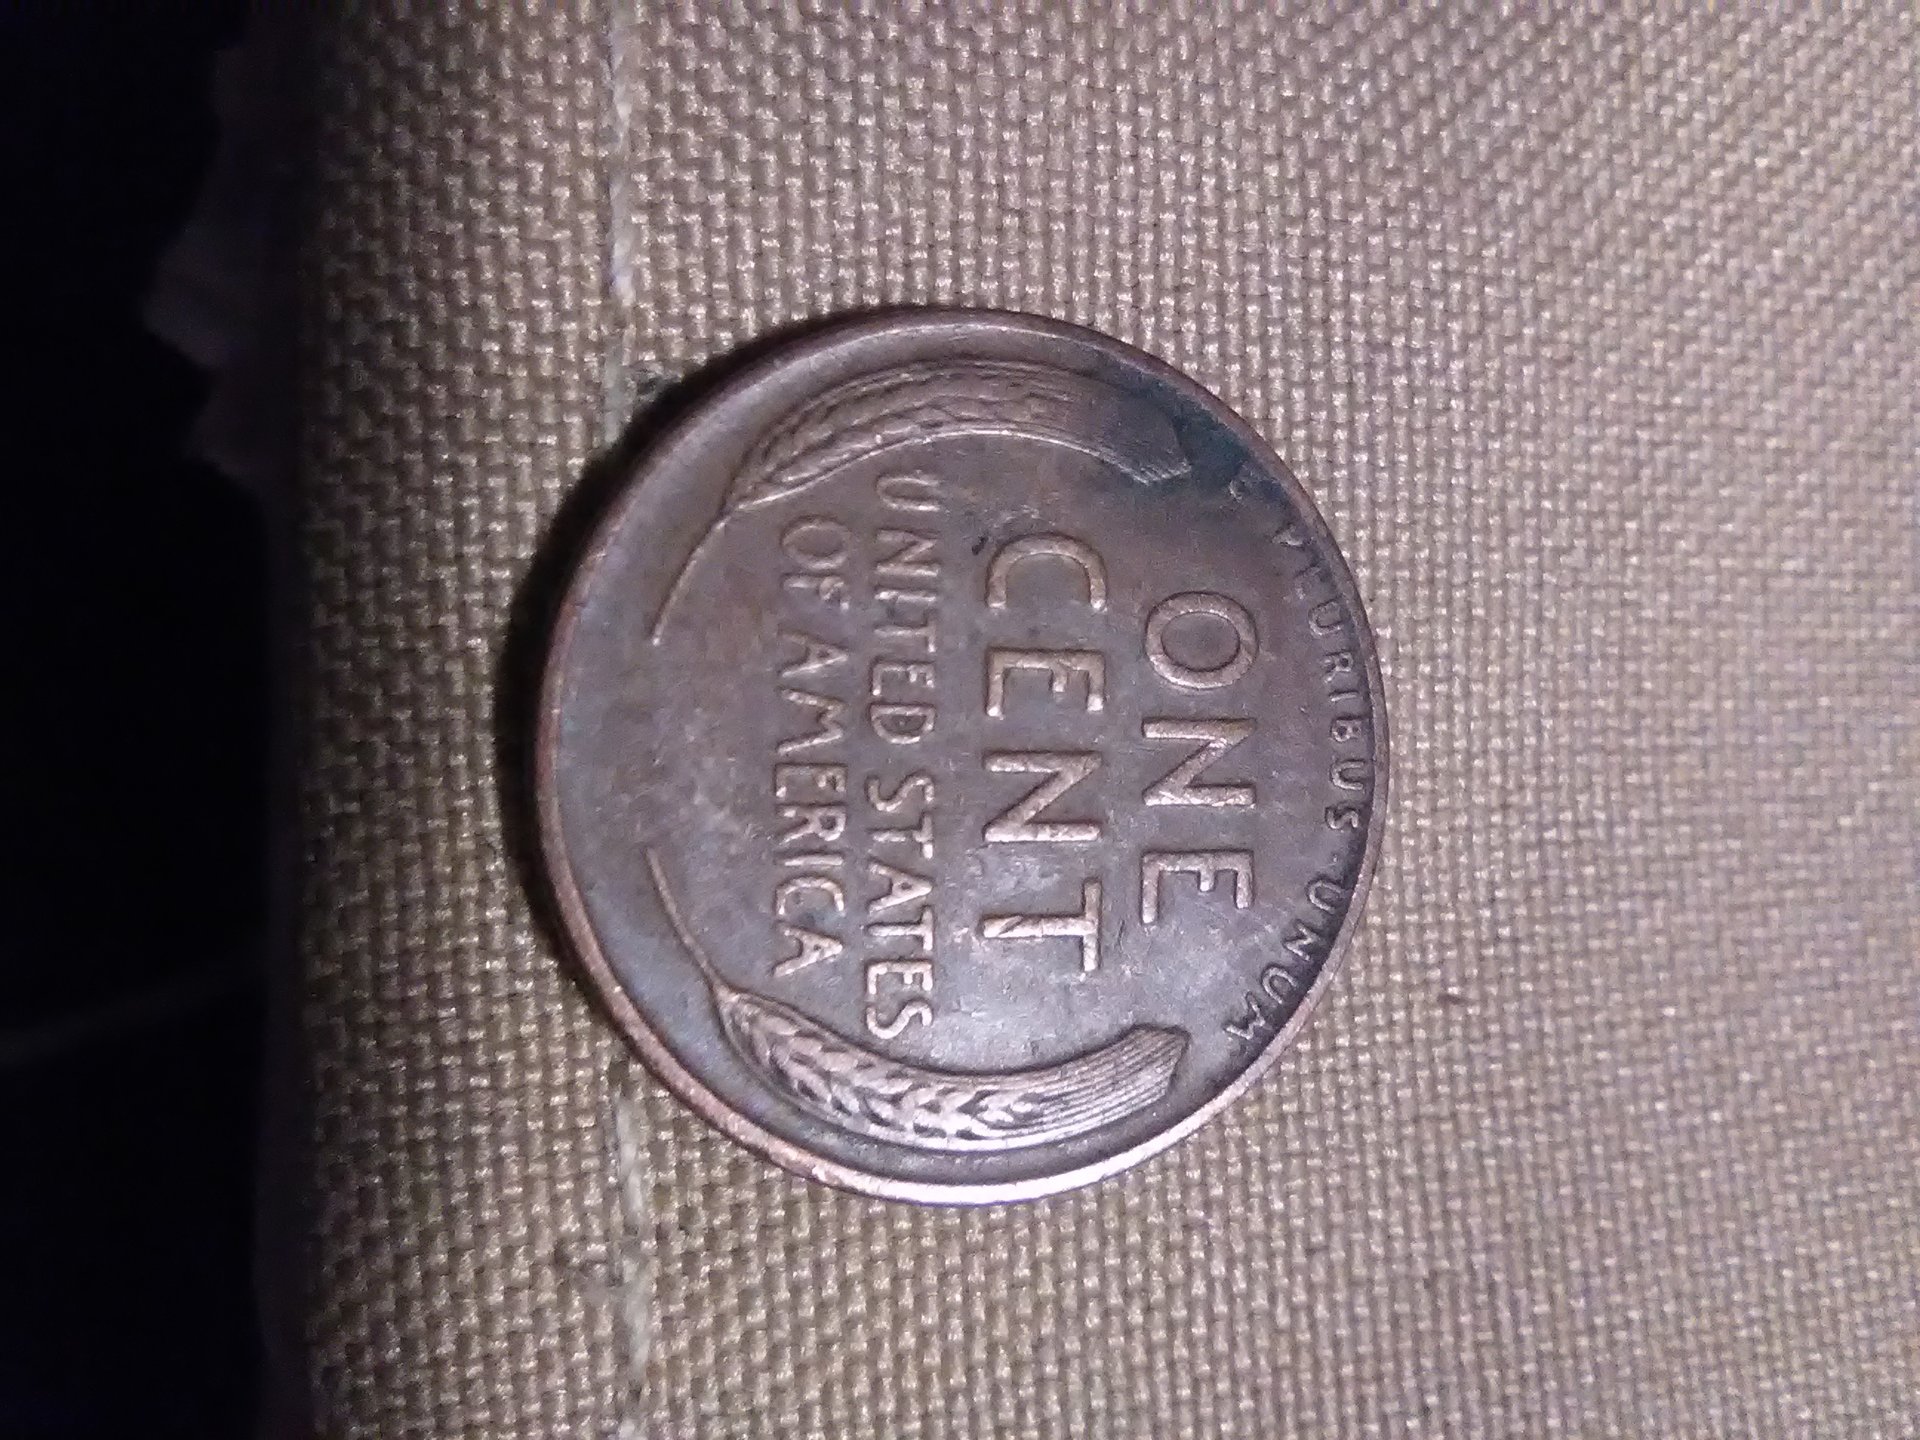 E·PLURIBUS·UNUM
ONE
CENT
UNITED STATES
OF AMERICA